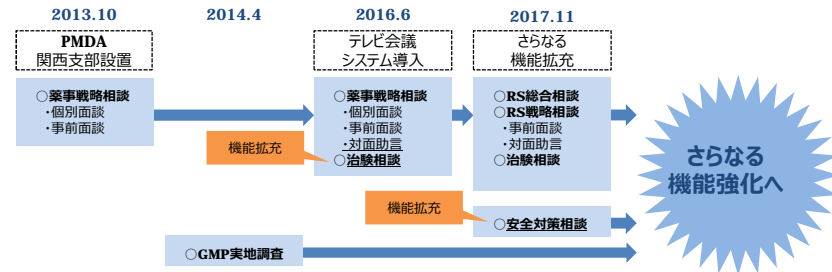 2013.10
2014.4
2016.6
2017.11
PMDA
関西支部設置
テレビ会議
システム導入
さらなる
機能拡充
○薬事戦略相談
・個別面談
・事前面談
○薬事戦略相談
・個別面談
・事前面談
・対面助言
○治験相談
○RS総合相談
○RS戦略相談
・事前面談
・対面助言
○治験相談
機能拡充
機能拡充
○安全対策相談
○GMP実地調査
さらなる
機能強化へ